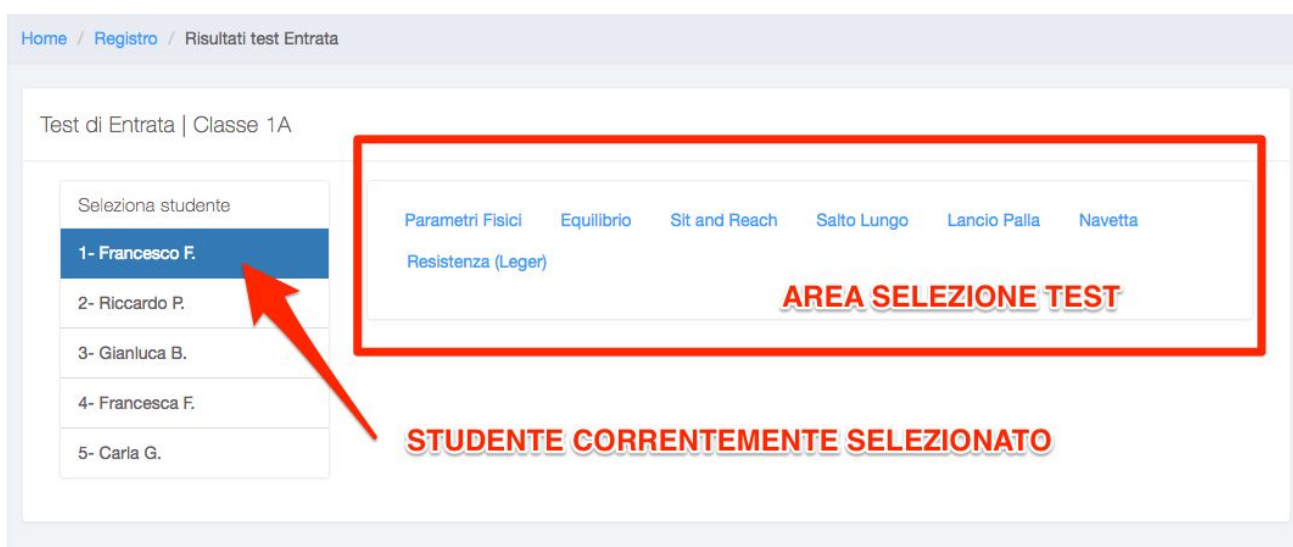 Home / Registro / Risultati test Entrata
Test di Entrata | Classe 1A
Seleziona studente
1- Francesco F.
2- Riccardo P.
3- Gianluca B.
4- Francesca F.
5- Carla G.
Parametri Fisici Equilibrio Sit and Reach Salto Lungo Lancio Palla Navetta
Resistenza (Leger)
AREA SELEZIONE TEST
STUDENTE CORRENTEMENTE SELEZIONATO